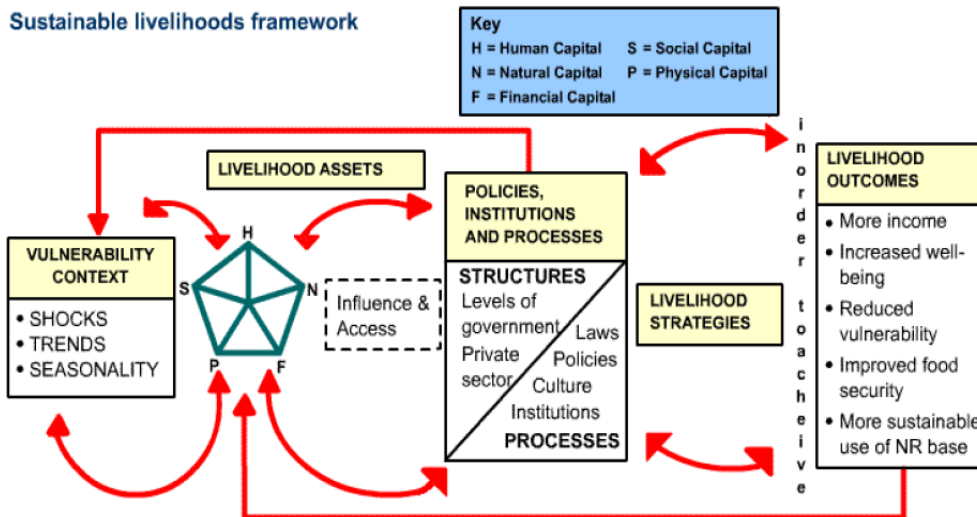 Sustainable livelihoods framework
Key
H = Human Capital S = Social Capital
N = Natural Capital P = Physical Capital
F = Financial Capital
LIVELIHOOD ASSETS
VULNERABILITY
CONTEXT
• SHOCKS
• TRENDS
• SEASONALITY
H
S
N
P
F
Influence &
Access
POLICIES,
INSTITUTIONS
AND PROCESSES
STRUCTURES
Levels of
government
Private
sector
Laws
Policies
Culture
Institutions
PROCESSES
LIVELIHOOD
STRATEGIES
inorder toacheive
LIVELIHOOD
OUTCOMES
• More income
• Increased well-
being
• Reduced
vulnerability
• Improved food
security
• More sustainable
use of NR base